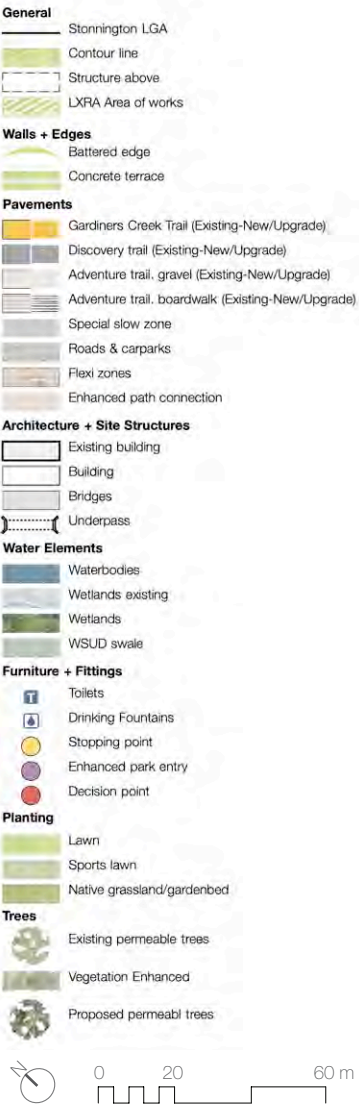 General
Stonnington LGA
Contour line
Structure above
LXRA Area of works
Walls + Edges
Battered edge
Concrete terrace
Pavements
Gardiners Creek Trail (Existing-New/Upgrade)
Discovery trail (Existing-New/Upgrade)
Adventure trail. gravel (Existing-New/Upgrade)
Adventure trail. boardwalk (Existing-New/Upgrade)
Special slow zone
Roads & carparks
Flexi zones
Enhanced path connection
Architecture + Site Structures
Existing building
Building
Bridges
Underpass
Water Elements
Waterbodies
Wetlands existing
Wetlands
WSUD swale
Furniture + Fittings
T Toilets
Drinking Fountains
Stopping point
Enhanced park entry
Decision point
Planting
Lawn
Sports lawn
Native grassland/gardenbed
Trees
Existing permeable trees
Vegetation Enhanced
Proposed permeabl trees
N 0 20 60 m